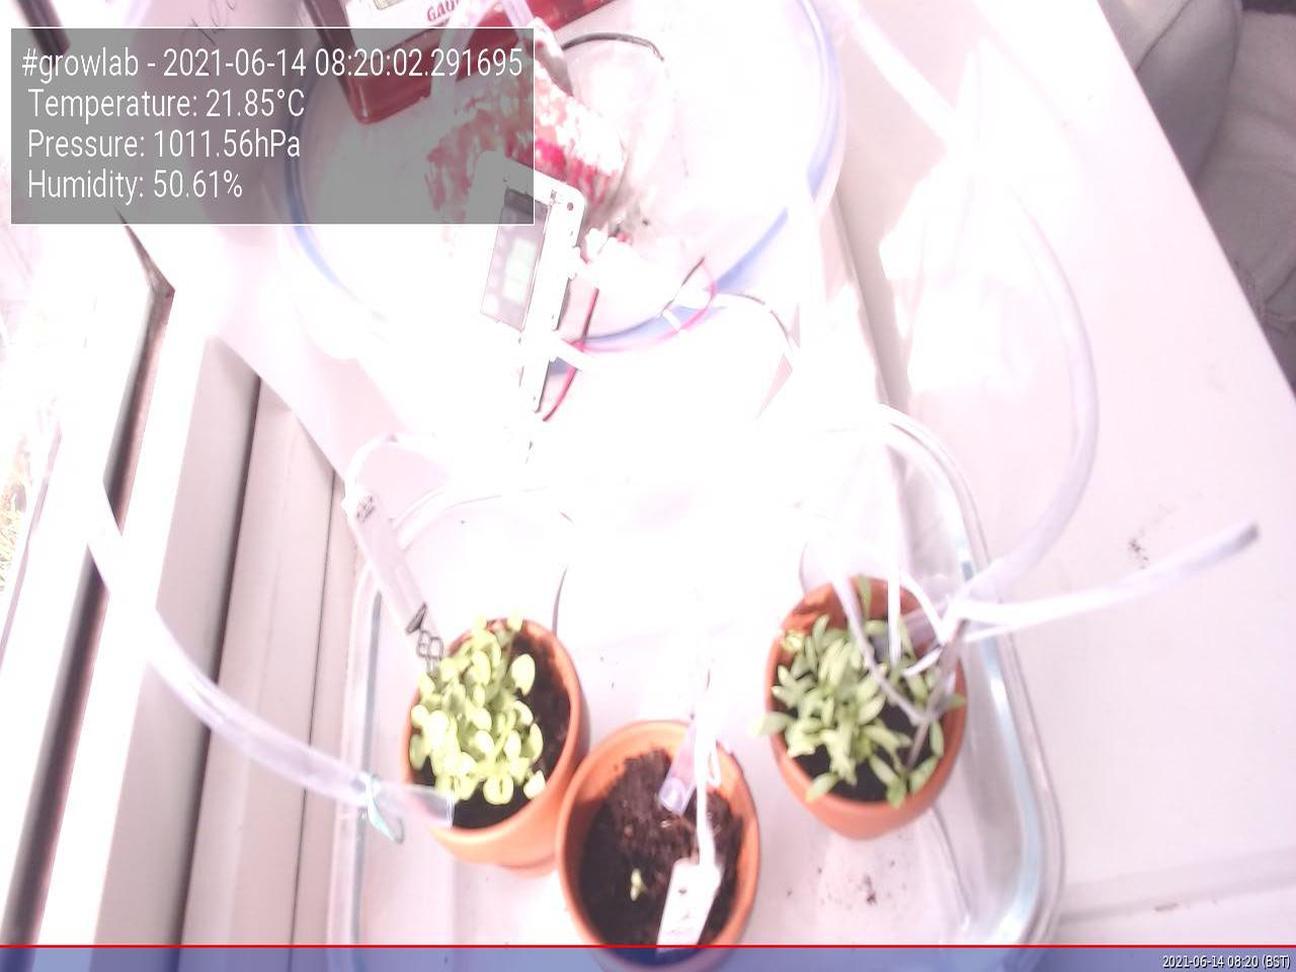 #growlab - 2021-06-14 08:20:02.291695
Temperature: 21.85°C
Pressure: 1011.56hPa
Humidity: 50.61%
2021-06-14 08:20 (BST)